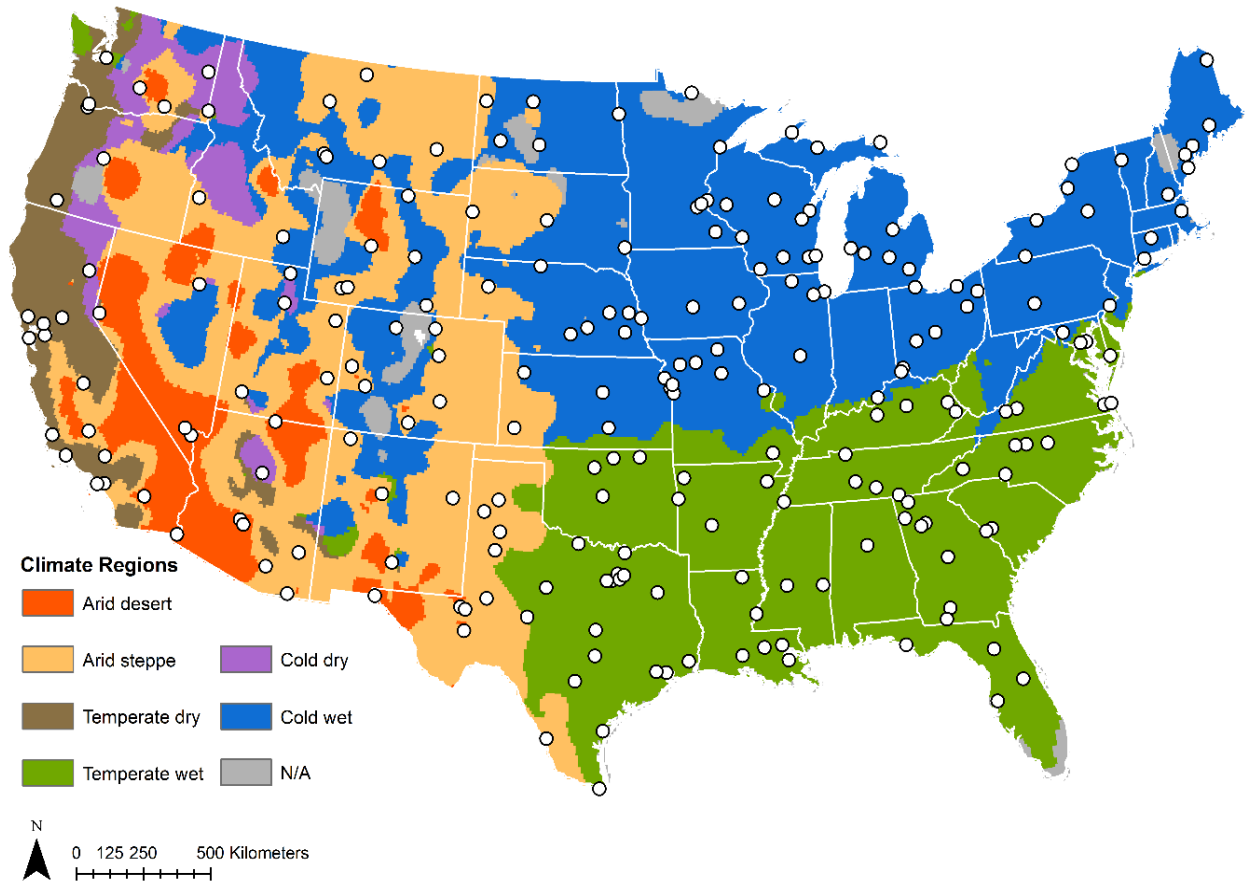 Climate Regions
Arid desert
Arid steppe
Cold dry
Temperate dry
Cold wet
Temperate wet
N/A
N
0 125 250 500 Kilometers